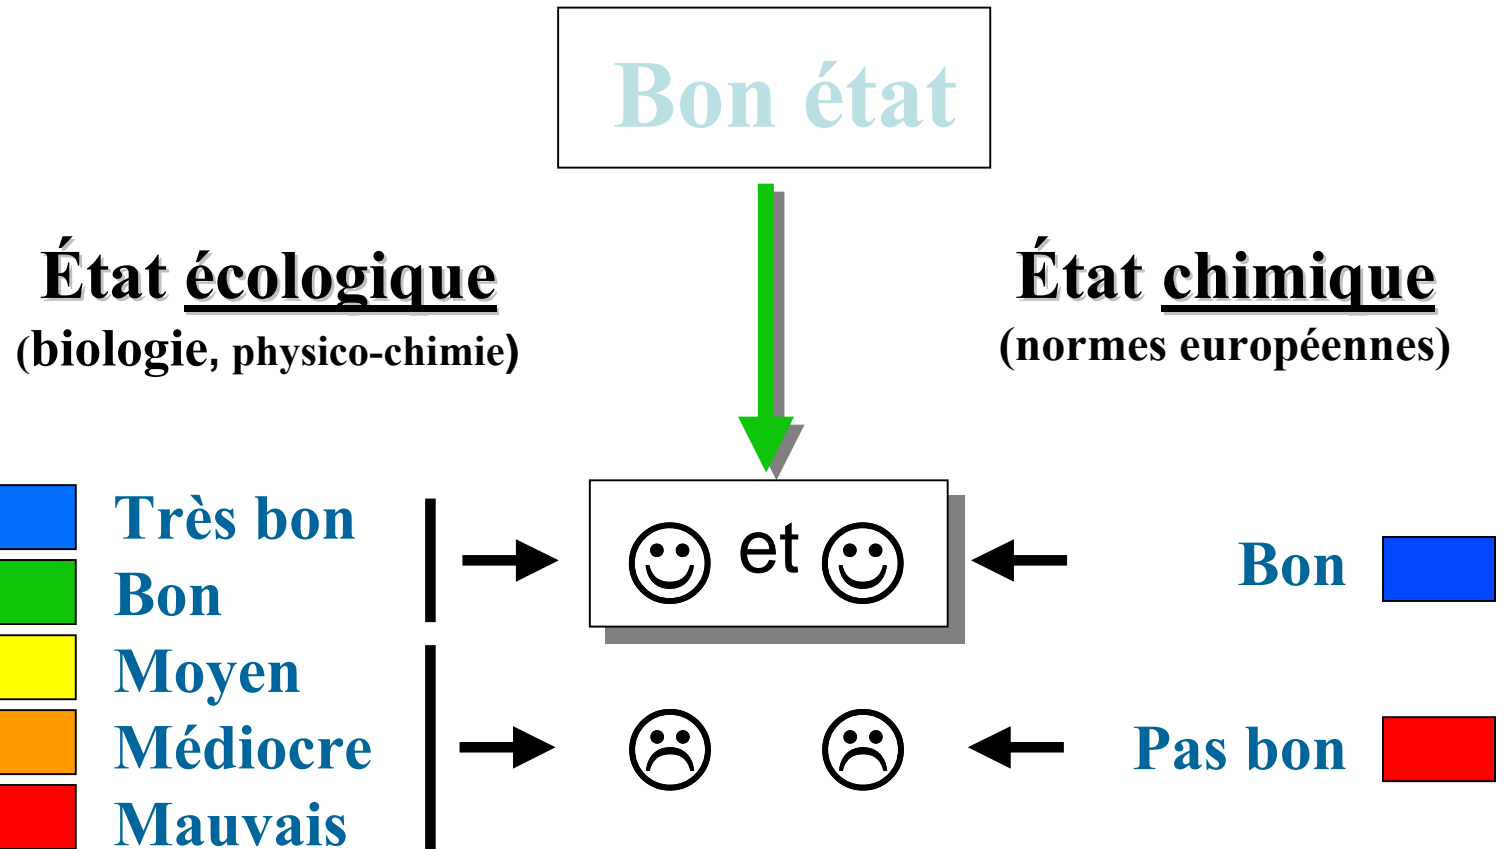 Bon état
État écologique
(biologie, physico-chimie)
État chimique
(normes européennes)
Très bon
Bon
Moyen
Médiocre
Mauvais
et
Bon
Pas bon